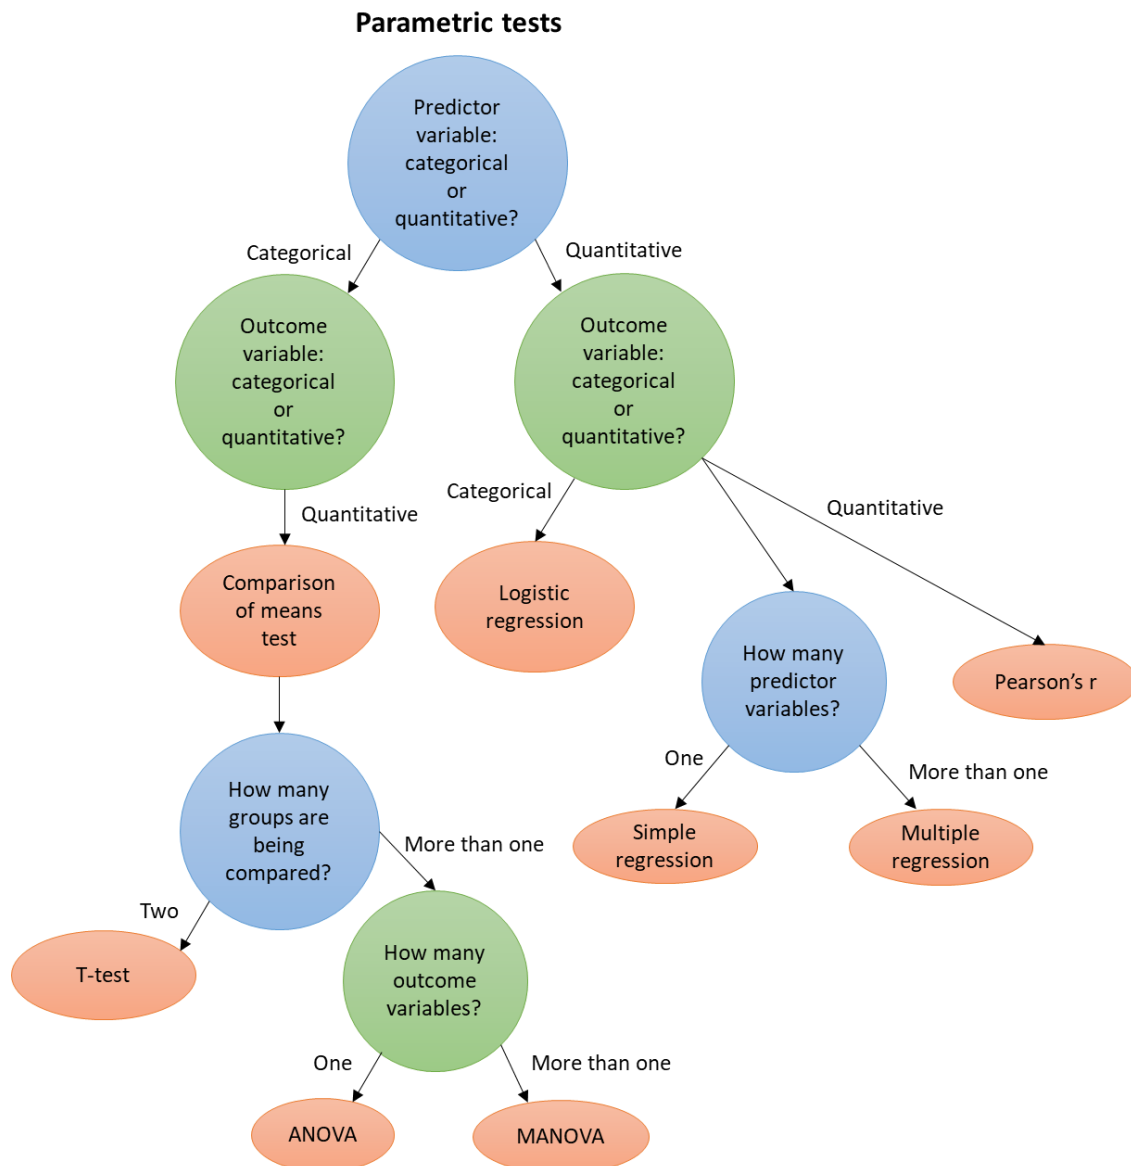 Parametric tests
Predictor
variable:
categorical
or
quantitative?
Categorical
Quantitative
Outcome
variable:
categorical
or
quantitative?
Outcome
variable:
categorical
or
quantitative?
Quantitative
Categorical
Quantitative
Comparison
of means
test
Logistic
regression
How many
predictor
variables?
Pearson’s r
One
More than one
Simple
regression
Multiple
regression
How many
groups are
being
compared?
More than one
Two
T-test
How many
outcome
variables?
One
More than one
ANOVA
MANOVA